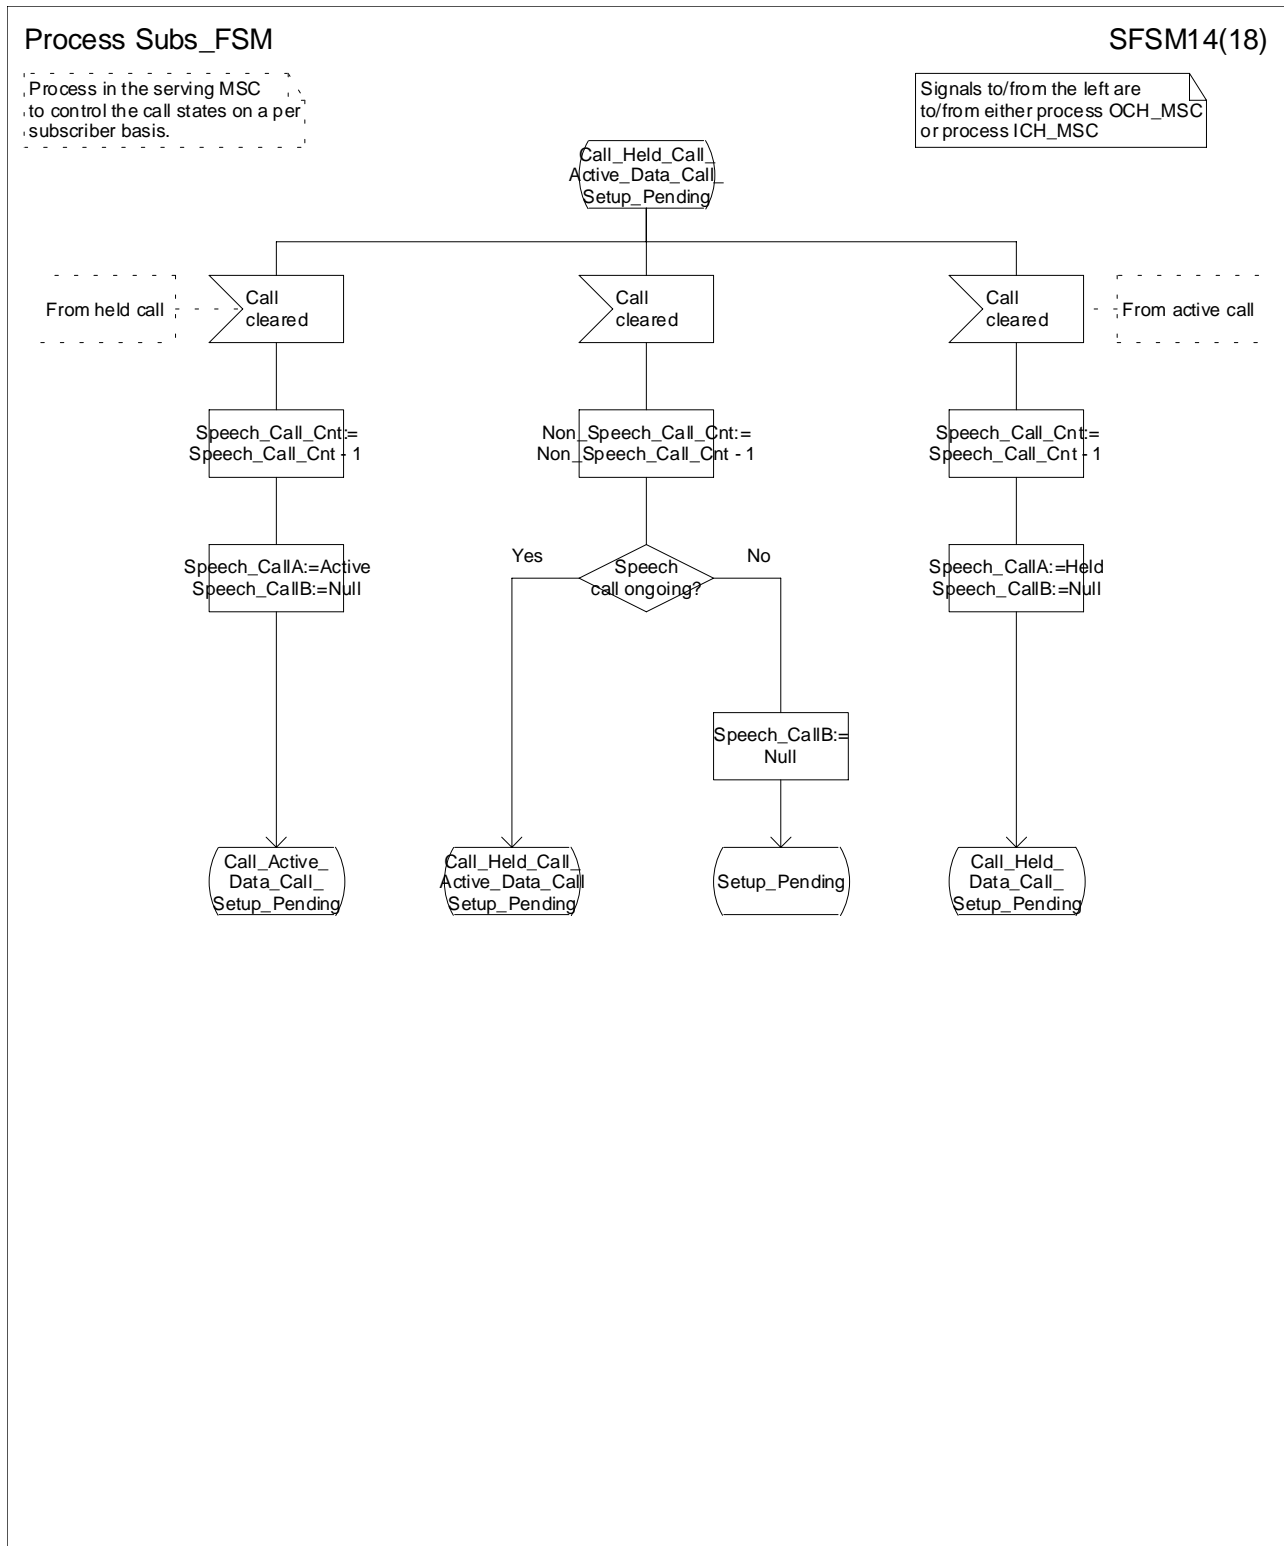 Process Subs_FSM
SFSM14(18)
Process in the serving MSC
to control the call states on a per
subscriber basis.
Signals to/from the left are
to/from either process OCH_MSC
or process ICH_MSC
Call_Held_Call_
Active_Data_Call_
Setup_Pending
From held call
Call
cleared
Call
cleared
Call
cleared
From active call
Speech_Call_Cnt:=
Speech_Call_Cnt - 1
Non_Speech_Call_Cnt:=
Non_Speech_Call_Cnt - 1
Speech_Call_Cnt:=
Speech_Call_Cnt - 1
Speech_CallA:=Active
Speech_CallB:=Null
Yes
Speech
call ongoing?
No
Speech_CallA:=Held
Speech_CallB:=Null
Speech_CallB:=
Null
Call_Active_
Data_Call_
Setup_Pending
Call_Held_Call_
Active_Data_Call
Setup_Pending
Setup_Pending
Call_Held_
Data_Call_
Setup_Pending